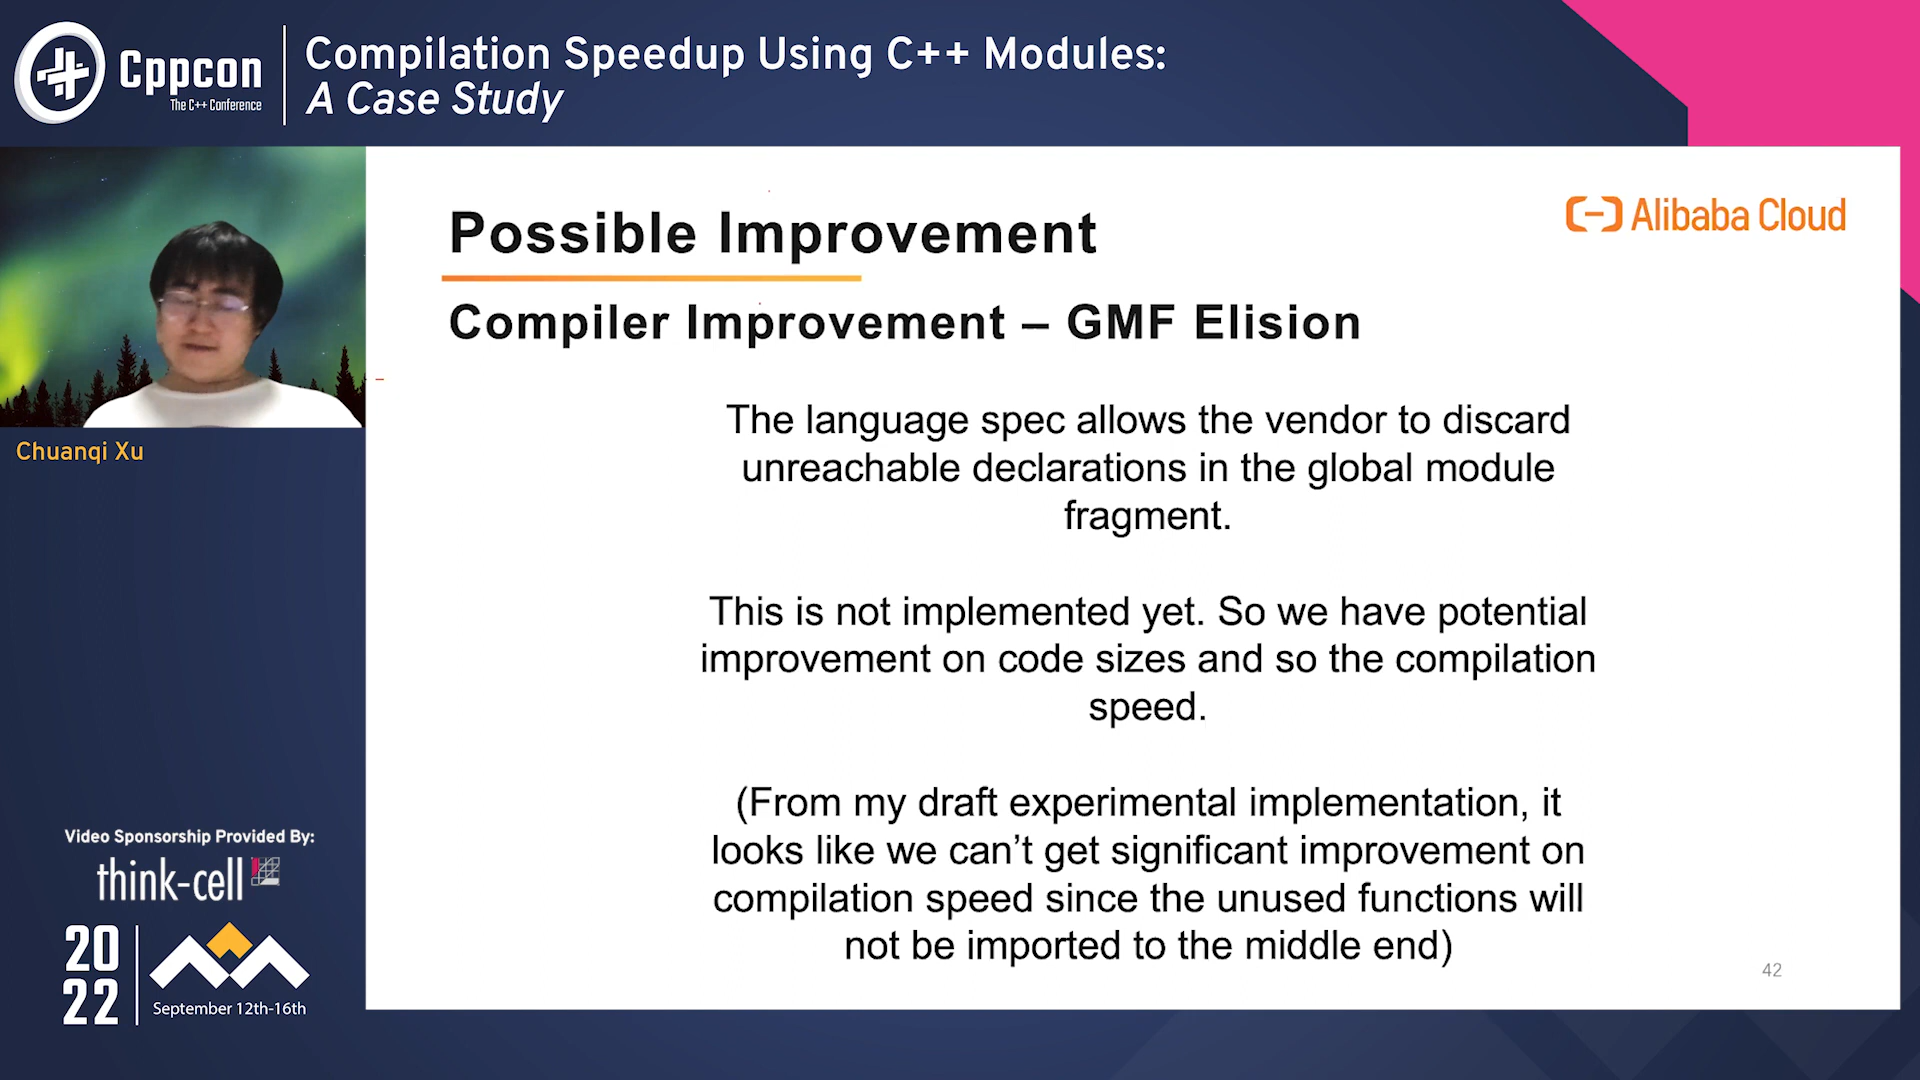 Cppcon
The C++ Conference
Compilation Speedup Using C++ Modules:
A Case Study
Chuanqi Xu
Alibaba Cloud
Possible Improvement
Compiler Improvement – GMF Elision
The language spec allows the vendor to discard
unreachable declarations in the global module
fragment.
This is not implemented yet. So we have potential
improvement on code sizes and so the compilation
speed.
(From my draft experimental implementation, it
looks like we can’t get significant improvement on
compilation speed since the unused functions will
not be imported to the middle end)
42
Video Sponsorship Provided By:
think-cell
20
22
September 12th-16th